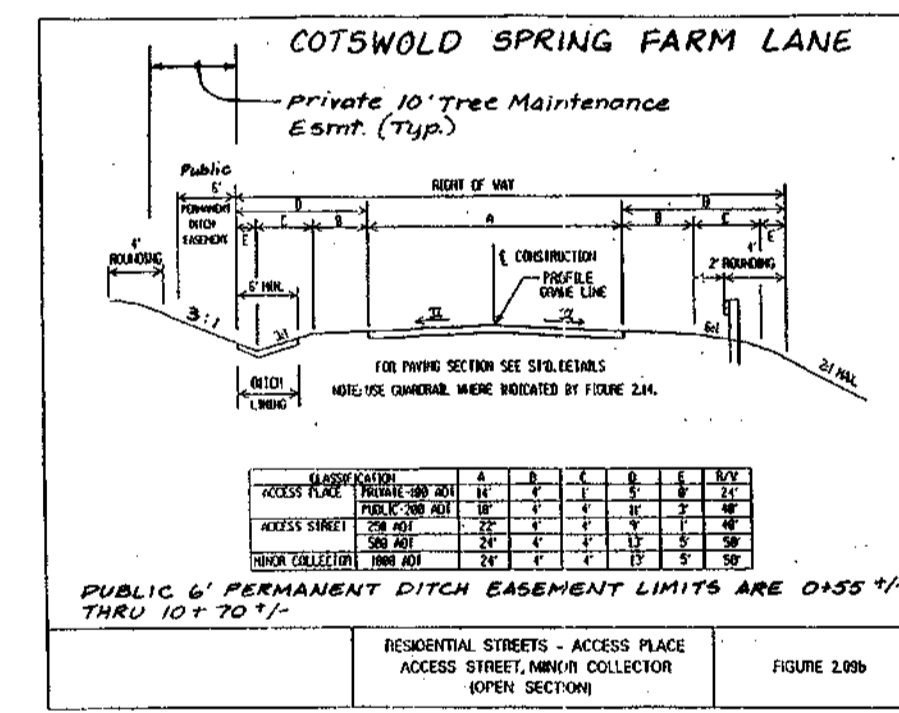 COTSWOLD SPRING FARM LANE
Private 10' Tree Maintenance
Esmt. (Typ.)
Public
6'
PERMANENT
DITCH
EASEMENT
RIGHT OF WAY
D
D
E C B A B C E
4'
ROUNDING
6' MIN.
℄ CONSTRUCTION
PROFILE
GRADE LINE
4'
2' ROUNDING
3:1
3:1
6:1
2:1 MAX.
FOR PAVING SECTION SEE STD. DETAILS
NOTE: USE GUARDRAIL WHERE INDICATED BY FIGURE 2.14.
DITCH
LINING
CLASSIFICATION A B C D E R/W
ACCESS PLACE PRIVATE-100 ADT 14' 4' 1' 5' 0' 24'
PUBLIC-200 ADT 18' 4' 4' 11' 3' 40'
ACCESS STREET 250 ADT 22' 4' 4' 9' 1' 40'
500 ADT 24' 4' 4' 13' 5' 50'
MINOR COLLECTOR 1000 ADT 24' 4' 4' 13' 5' 50'
PUBLIC 6' PERMANENT DITCH EASEMENT LIMITS ARE 0+55 +/-
THRU 10+70 +/-
RESIDENTIAL STREETS - ACCESS PLACE
ACCESS STREET, MINOR COLLECTOR
(OPEN SECTION)
FIGURE 2.09b